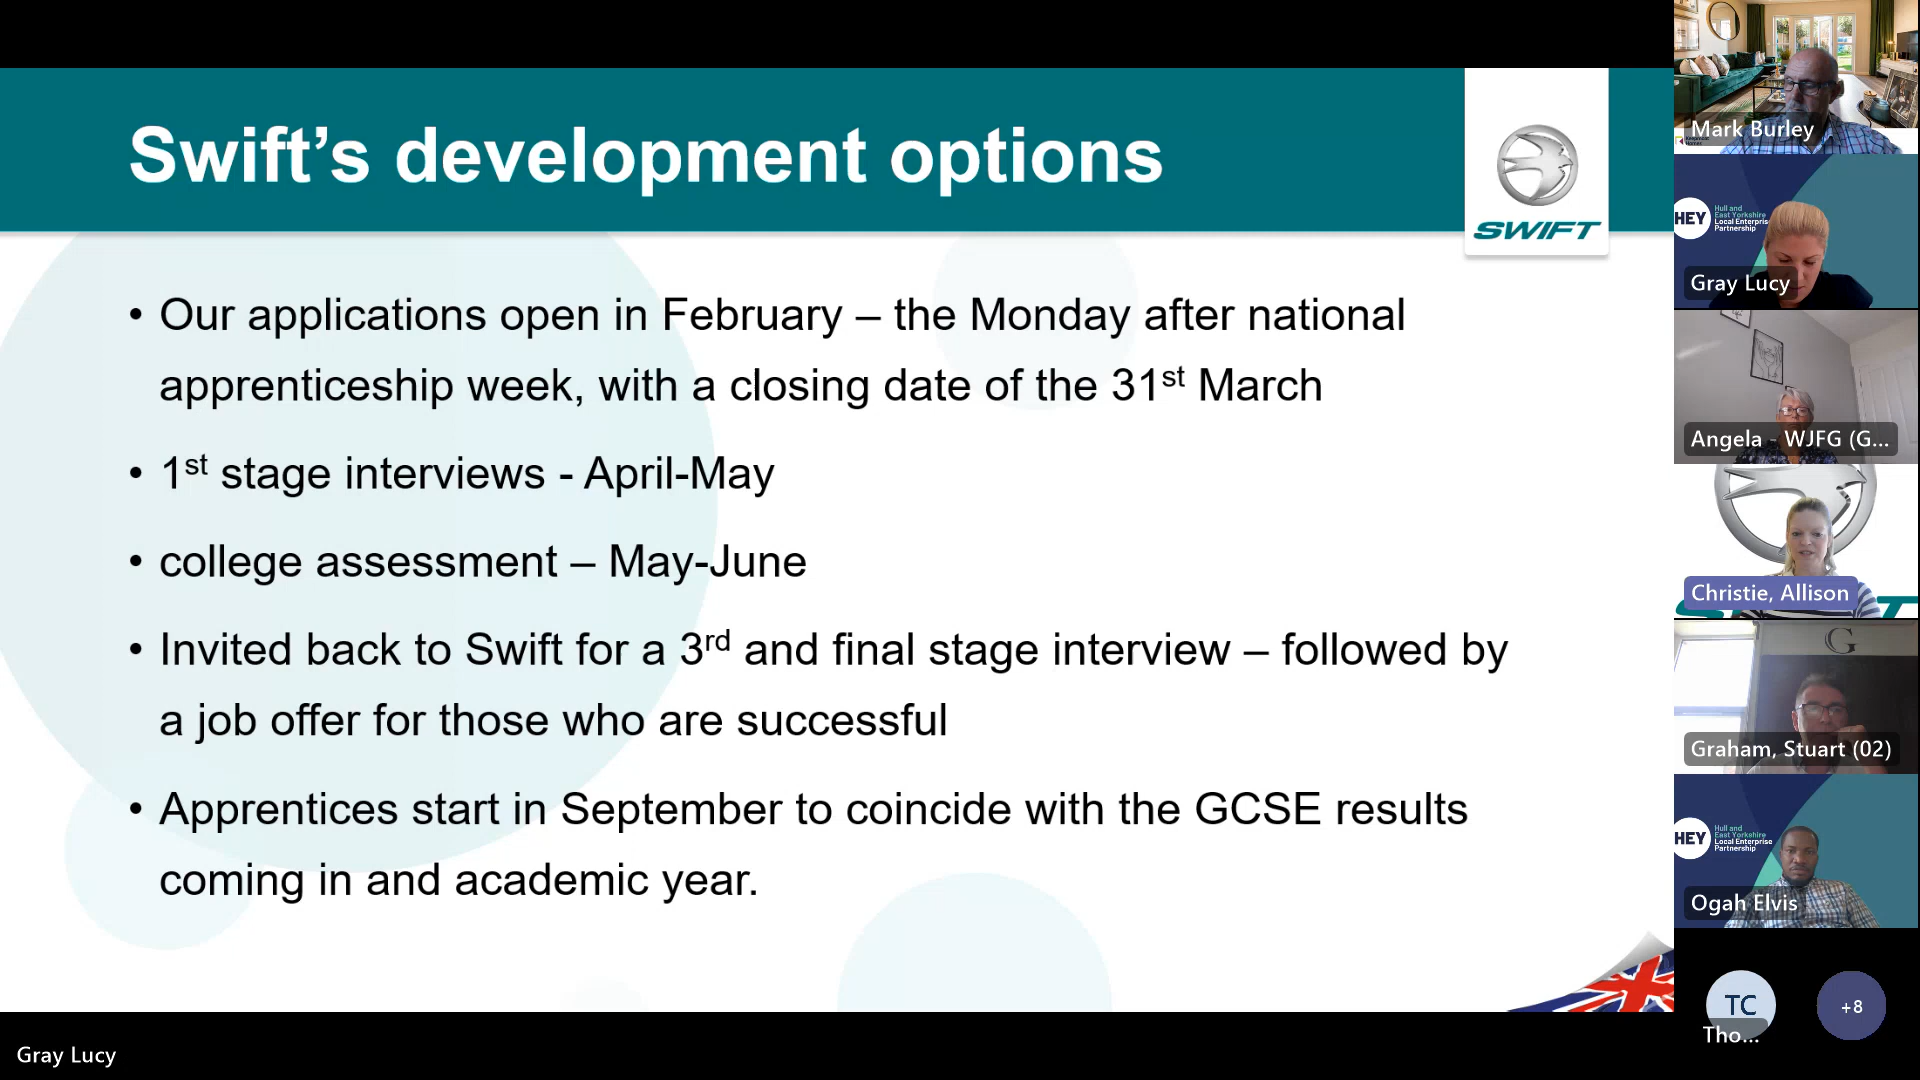 Swift’s development options
SWIFT
• Our applications open in February – the Monday after national
apprenticeship week, with a closing date of the 31st March
• 1st stage interviews - April-May
• college assessment – May-June
• Invited back to Swift for a 3rd and final stage interview – followed by
a job offer for those who are successful
• Apprentices start in September to coincide with the GCSE results
coming in and academic year.
Mark Burley
HEY
Hull and
East Yorkshire
Local Enterprise
Partnership
Gray Lucy
Angela - WJFG (G...
Christie, Allison
G
Graham, Stuart (02)
HEY
Hull and
East Yorkshire
Local Enterprise
Partnership
Ogah Elvis
TC
Tho...
+8
Gray Lucy